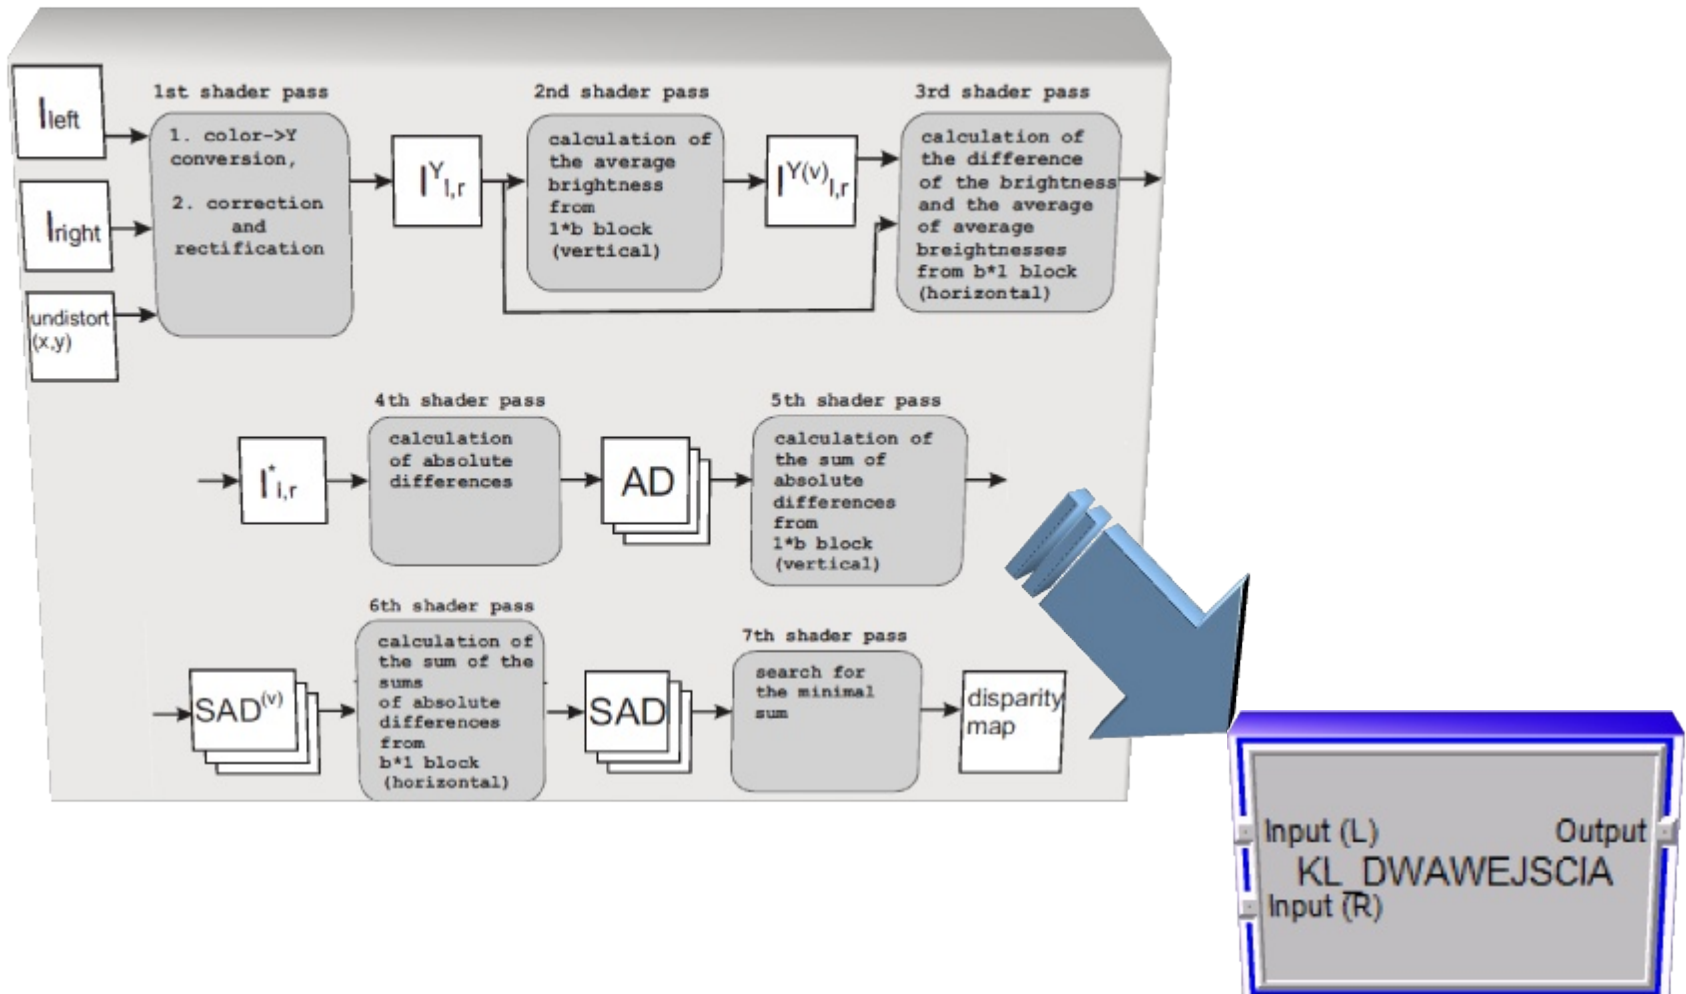 1st shader pass
2nd shader pass
3rd shader pass
Ileft
Iright
undistort
(x,y)
1. color->Y
conversion,
2. correction
and
rectification
I^Y l,r
calculation of
the average
brightness
from
1*b block
(vertical)
I^Y(v) l,r
calculation of
the difference
of the brightness
and the average
of average
breightnesses
from b*1 block
(horizontal)
4th shader pass
5th shader pass
I* l,r
calculation
of absolute
differences
AD
calculation of
the sum of
absolute
differences
from
1*b block
(vertical)
6th shader pass
7th shader pass
SAD(v)
calculation of
the sum of the
sums
of absolute
differences
from
b*1 block
(horizontal)
SAD
search for
the minimal
sum
disparity
map
Input (L)
Output
KL_DWAWEJSCIA
Input (R)